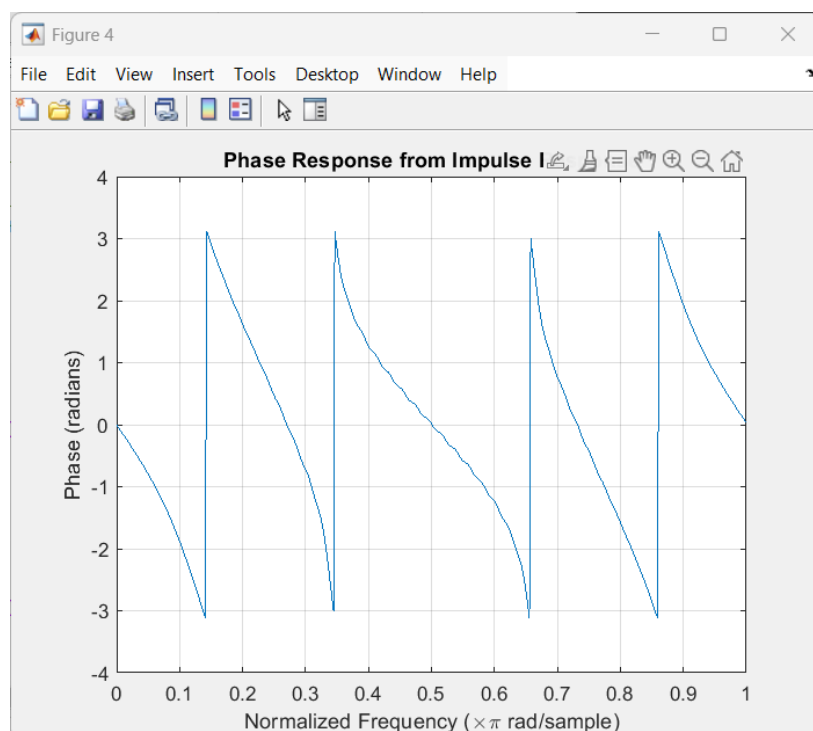 Figure 4
File Edit View Insert Tools Desktop Window Help
Phase Response from Impulse
4
3
2
1
0
-1
-2
-3
-4
Phase (radians)
0 0.1 0.2 0.3 0.4 0.5 0.6 0.7 0.8 0.9 1
Normalized Frequency (×π rad/sample)